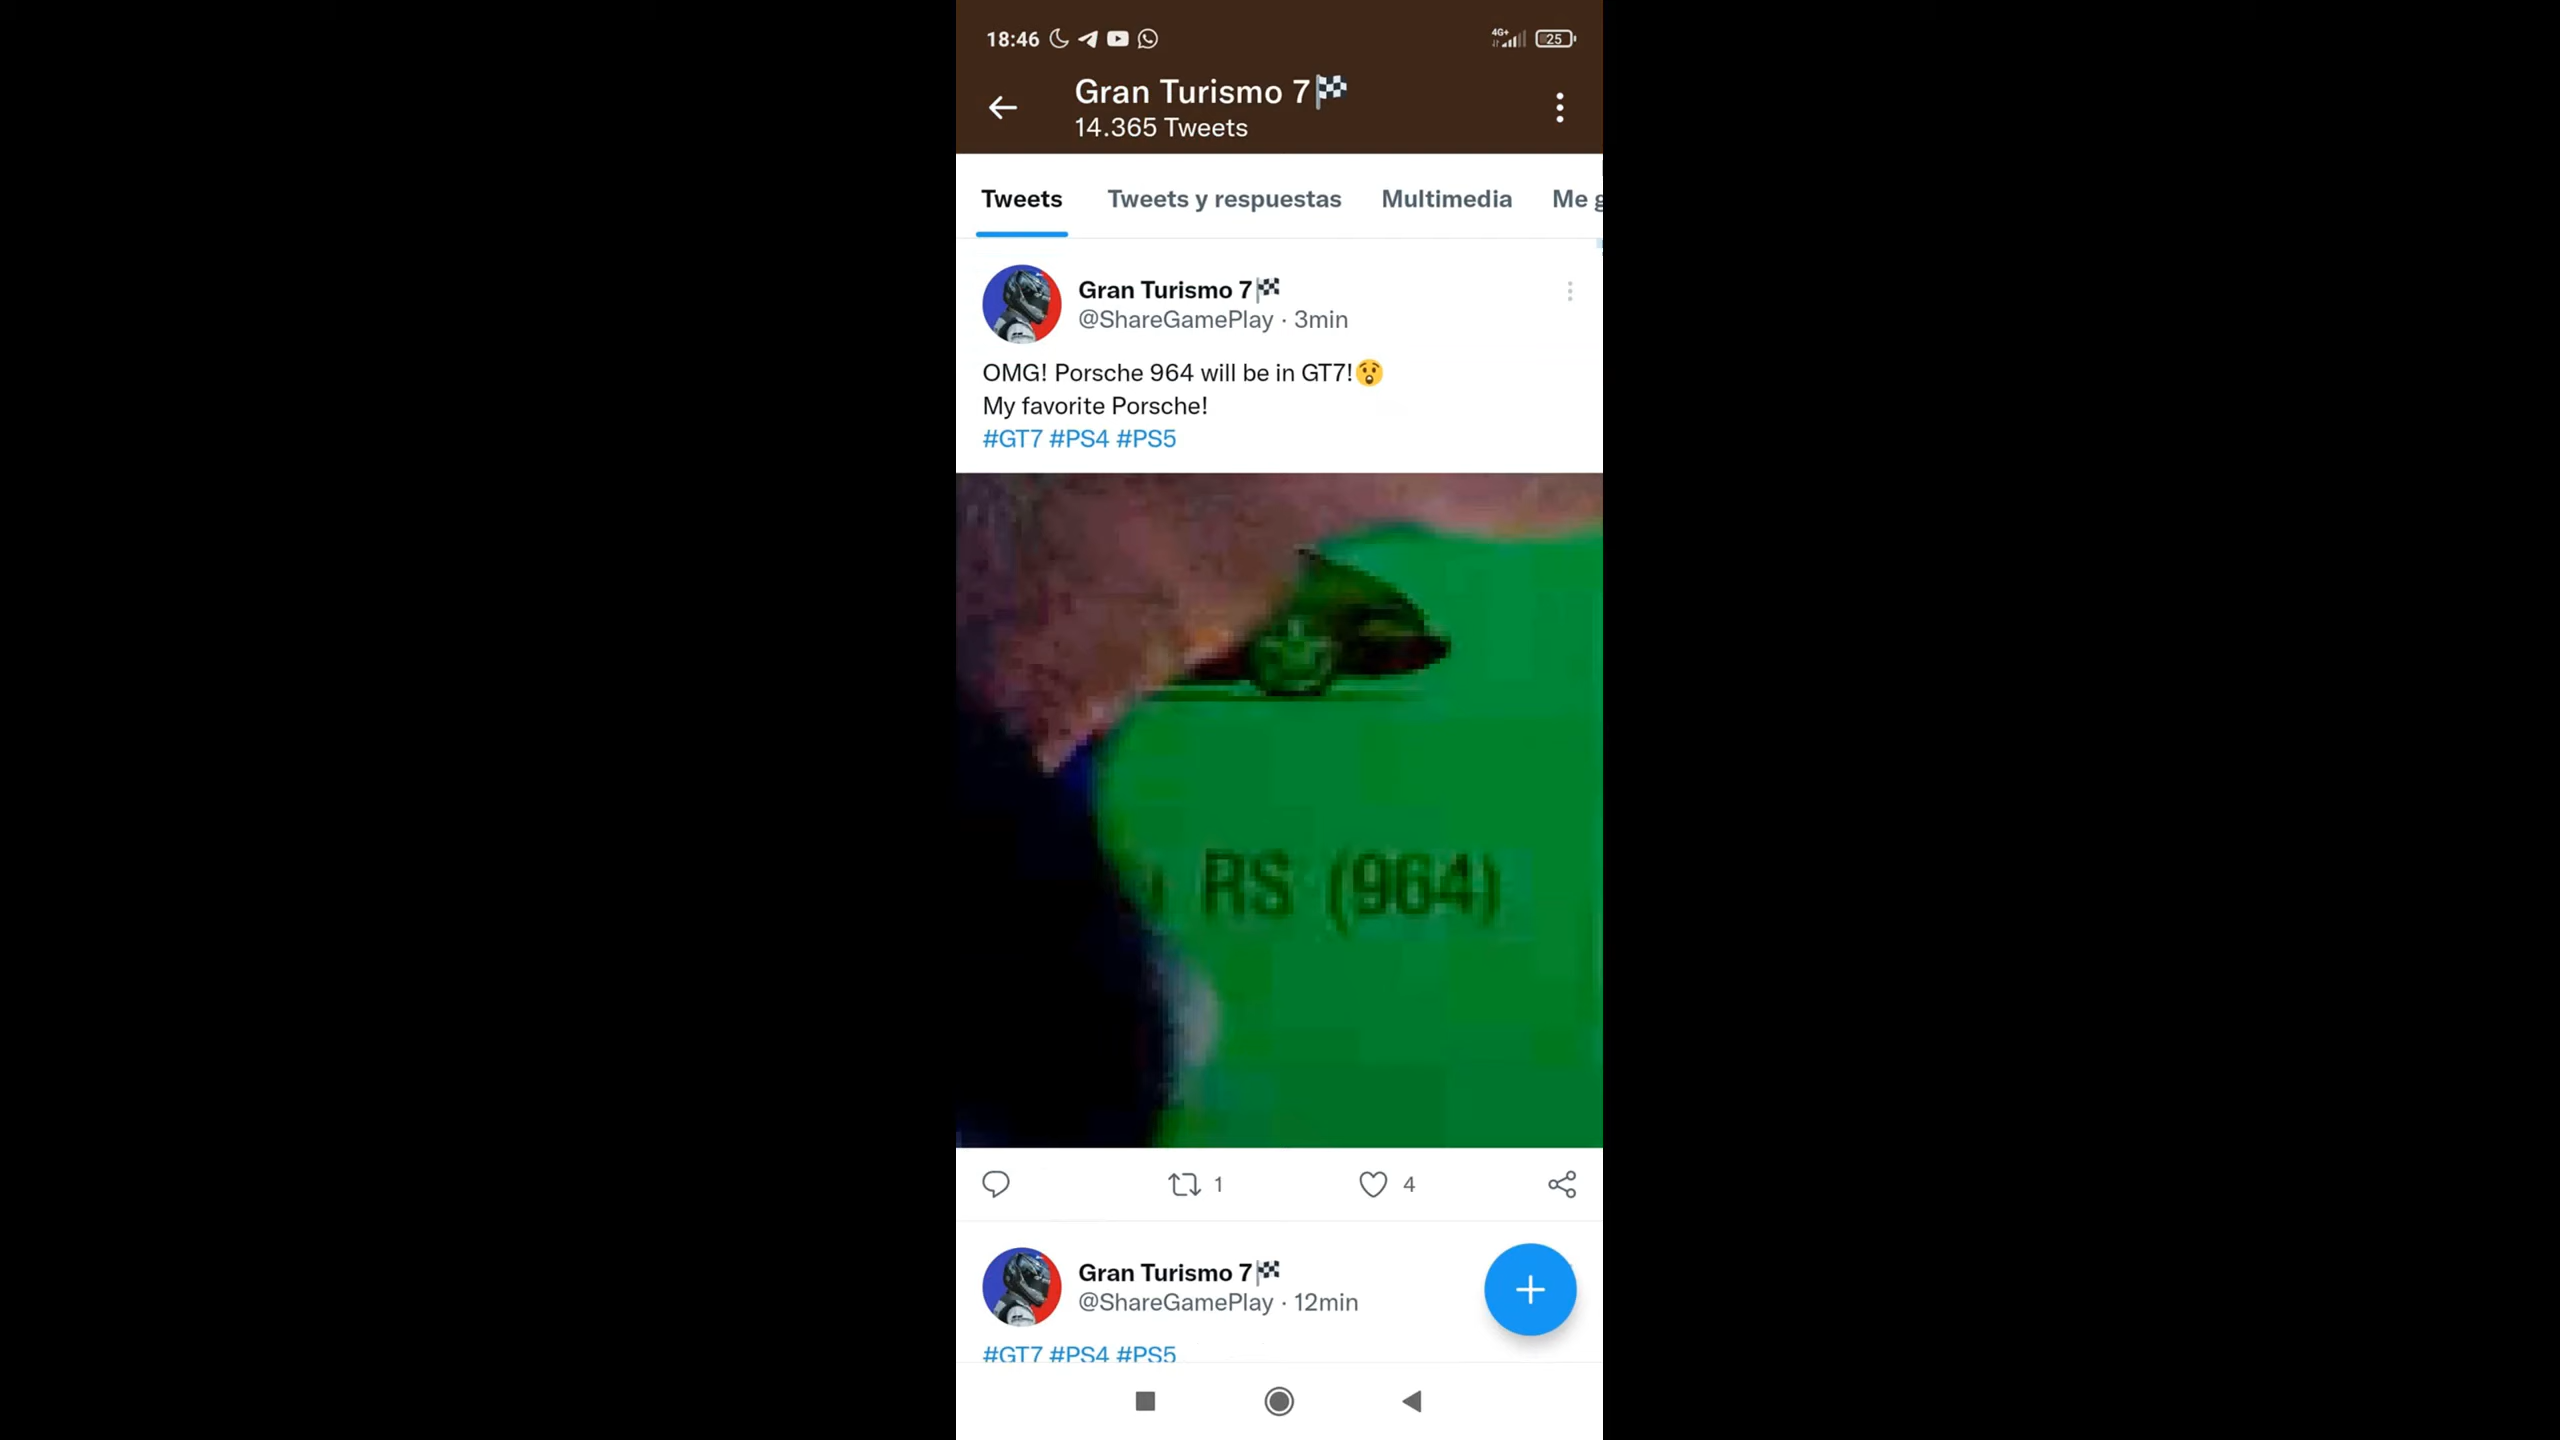 18:46
4G+
25
Gran Turismo 7🏁
14.365 Tweets
Tweets
Tweets y respuestas
Multimedia
Me g
Gran Turismo 7🏁
@ShareGamePlay · 3min
OMG! Porsche 964 will be in GT7!😲
My favorite Porsche!
#GT7 #PS4 #PS5
RS (964)
1
4
Gran Turismo 7🏁
@ShareGamePlay · 12min
#GT7 #PS4 #PS5